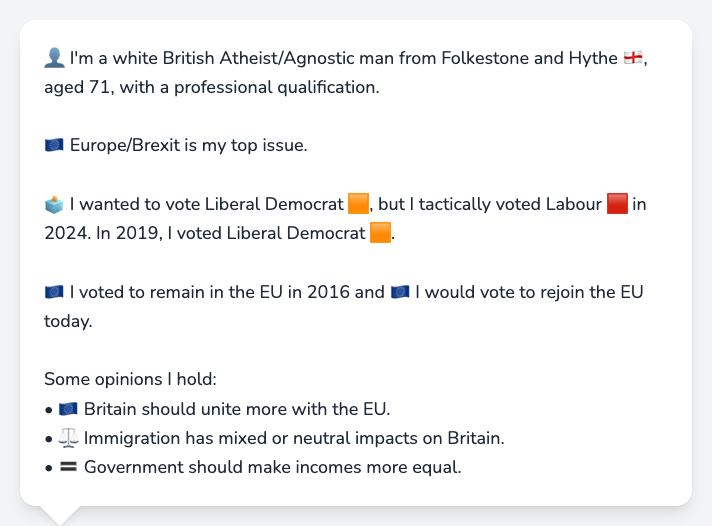 👤 I'm a white British Atheist/Agnostic man from Folkestone and Hythe 🏴󠁧󠁢󠁥󠁮󠁧󠁿,
aged 71, with a professional qualification.
🇪🇺 Europe/Brexit is my top issue.
🗳️ I wanted to vote Liberal Democrat 🟧, but I tactically voted Labour 🟥 in
2024. In 2019, I voted Liberal Democrat 🟧.
🇪🇺 I voted to remain in the EU in 2016 and 🇪🇺 I would vote to rejoin the EU
today.
Some opinions I hold:
• 🇪🇺 Britain should unite more with the EU.
• ⚖️ Immigration has mixed or neutral impacts on Britain.
• 🟰 Government should make incomes more equal.